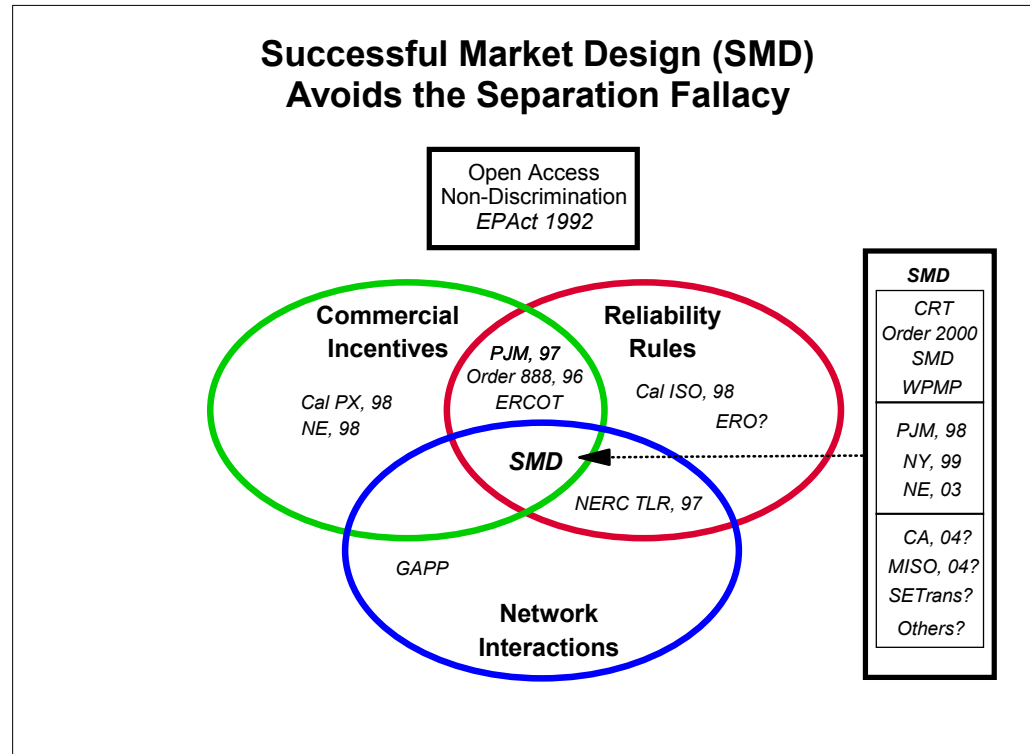 Successful Market Design (SMD)
Avoids the Separation Fallacy
Open Access
Non-Discrimination
EPAct 1992
Commercial
Incentives
Reliability
Rules
PJM, 97
Order 888, 96
ERCOT
Cal PX, 98
NE, 98
Cal ISO, 98
ERO?
SMD
NERC TLR, 97
GAPP
Network
Interactions
SMD
CRT
Order 2000
SMD
WPMP
PJM, 98
NY, 99
NE, 03
CA, 04?
MISO, 04?
SETrans?
Others?